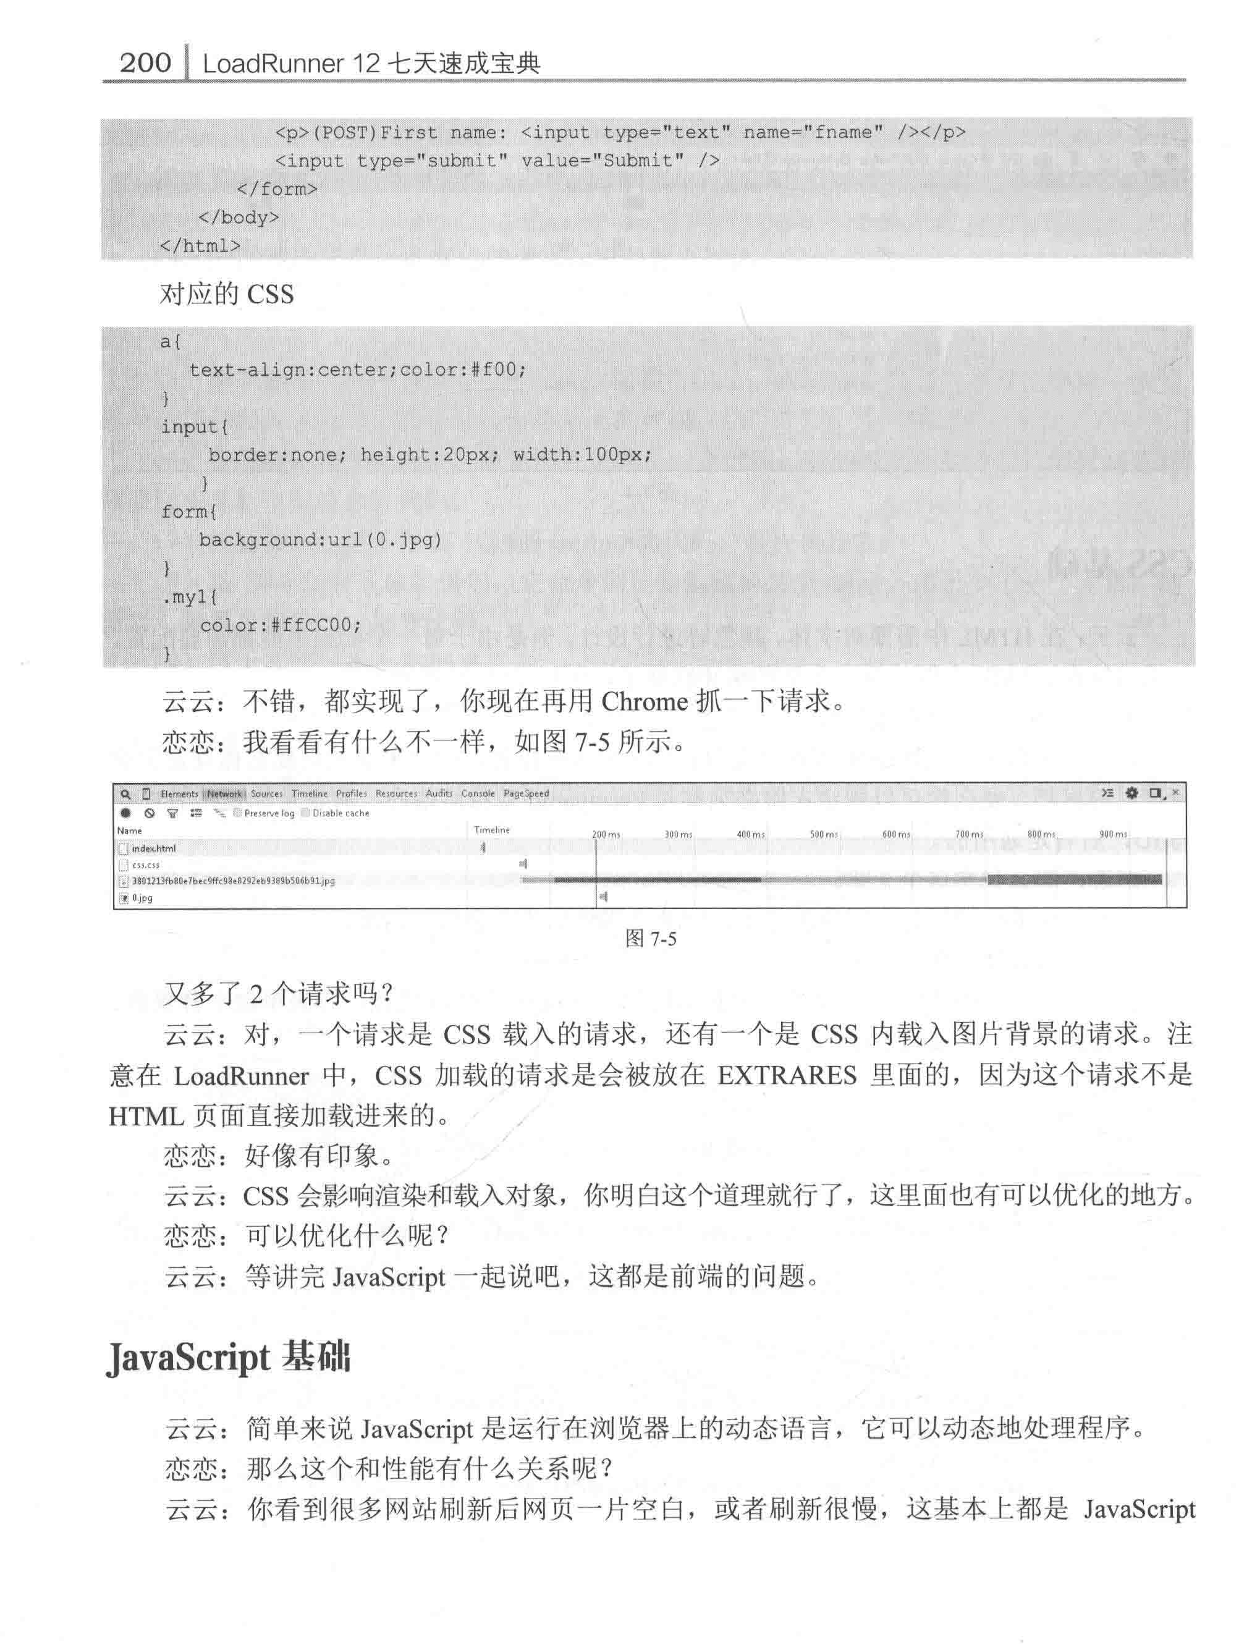 200 LoadRunner 12 七天速成宝典
<p>(POST)First name: <input type="text" name="fname" /></p>
<input type="submit" value="Submit" />
</form>
</body>
</html>
对应的 CSS
a{
text-align:center;color:#f00;
}
input{
border:none; height:20px; width:100px;
}
form{
background:url(0.jpg)
}
.my1{
color:#ffCC00;
}
云云：不错，都实现了，你现在再用 Chrome 抓一下请求。
恋恋：我看看有什么不一样，如图 7-5 所示。
Elements Network Sources Timeline Profiles Resources Audits Console PageSpeed
Preserve log Disable cache
Name Timeline 200 ms 300 ms 400 ms 500 ms 600 ms 700 ms 800 ms 900 ms
index.html
css.css
0.jpg
图 7-5
又多了 2 个请求吗？
云云：对，一个请求是 CSS 载入的请求，还有一个是 CSS 内载入图片背景的请求。注
意在 LoadRunner 中，CSS 加载的请求是会被放在 EXTRARES 里面的，因为这个请求不是
HTML 页面直接加载进来的。
恋恋：好像有印象。
云云：CSS 会影响渲染和载入对象，你明白这个道理就行了，这里面也有可以优化的地方。
恋恋：可以优化什么呢？
云云：等讲完 JavaScript 一起说吧，这都是前端的问题。
JavaScript 基础
云云：简单来说 JavaScript 是运行在浏览器上的动态语言，它可以动态地处理程序。
恋恋：那么这个和性能有什么关系呢？
云云：你看到很多网站刷新后网页一片空白，或者刷新很慢，这基本上都是 JavaScript